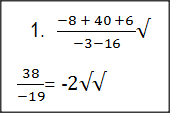 1. (-8 + 40 + 6)/(-3-16) √
38/-19 = -2√√